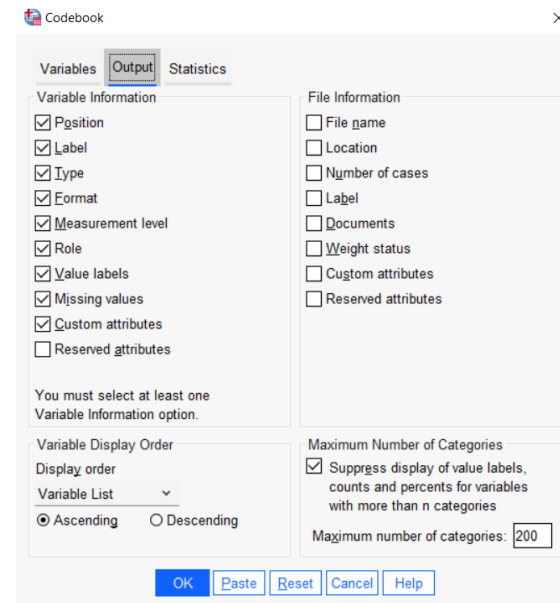 Codebook
Variables Output Statistics
Variable Information
Position
Label
Type
Format
Measurement level
Role
Value labels
Missing values
Custom attributes
Reserved attributes
You must select at least one
Variable Information option.
File Information
File name
Location
Number of cases
Label
Documents
Weight status
Custom attributes
Reserved attributes
Variable Display Order
Display order
Variable List
Ascending Descending
Maximum Number of Categories
Suppress display of value labels,
counts and percents for variables
with more than n categories
Maximum number of categories: 200
OK Paste Reset Cancel Help